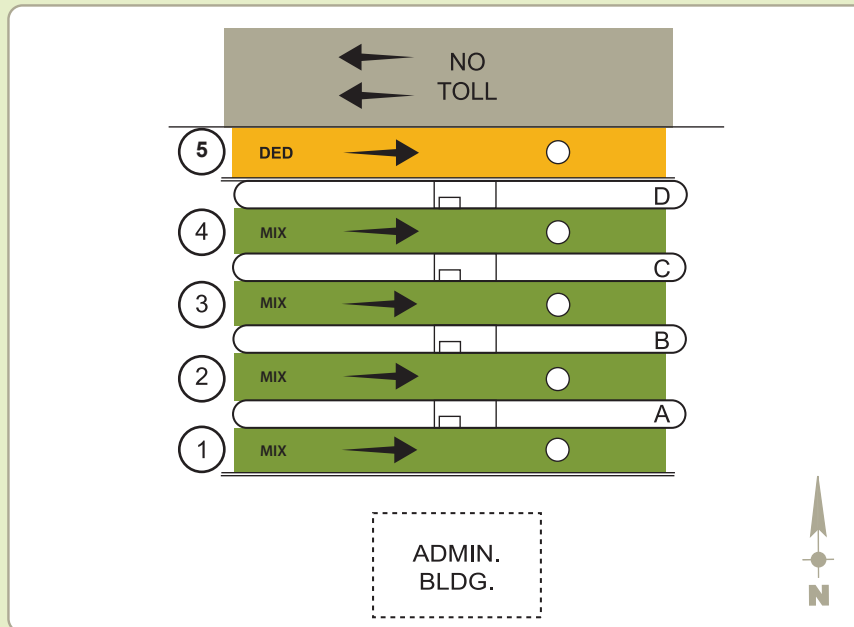 NO
TOLL
5 DED
D
4 MIX
C
3 MIX
B
2 MIX
A
1 MIX
ADMIN.
BLDG.
N